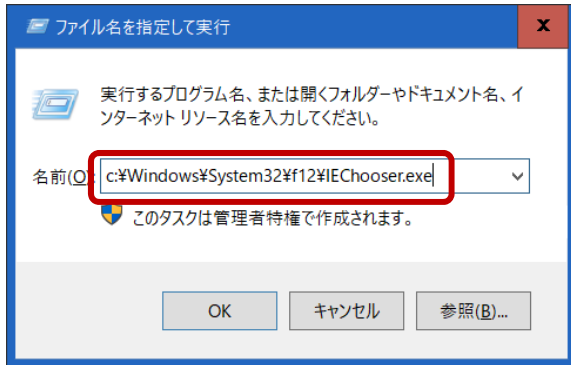 ファイル名を指定して実行
x
実行するプログラム名、または開くフォルダーやドキュメント名、イ
ンターネット リソース名を入力してください。
名前(O): c:¥Windows¥System32¥f12¥IEChooser.exe
このタスクは管理者特権で作成されます。
OK キャンセル 参照(B)...